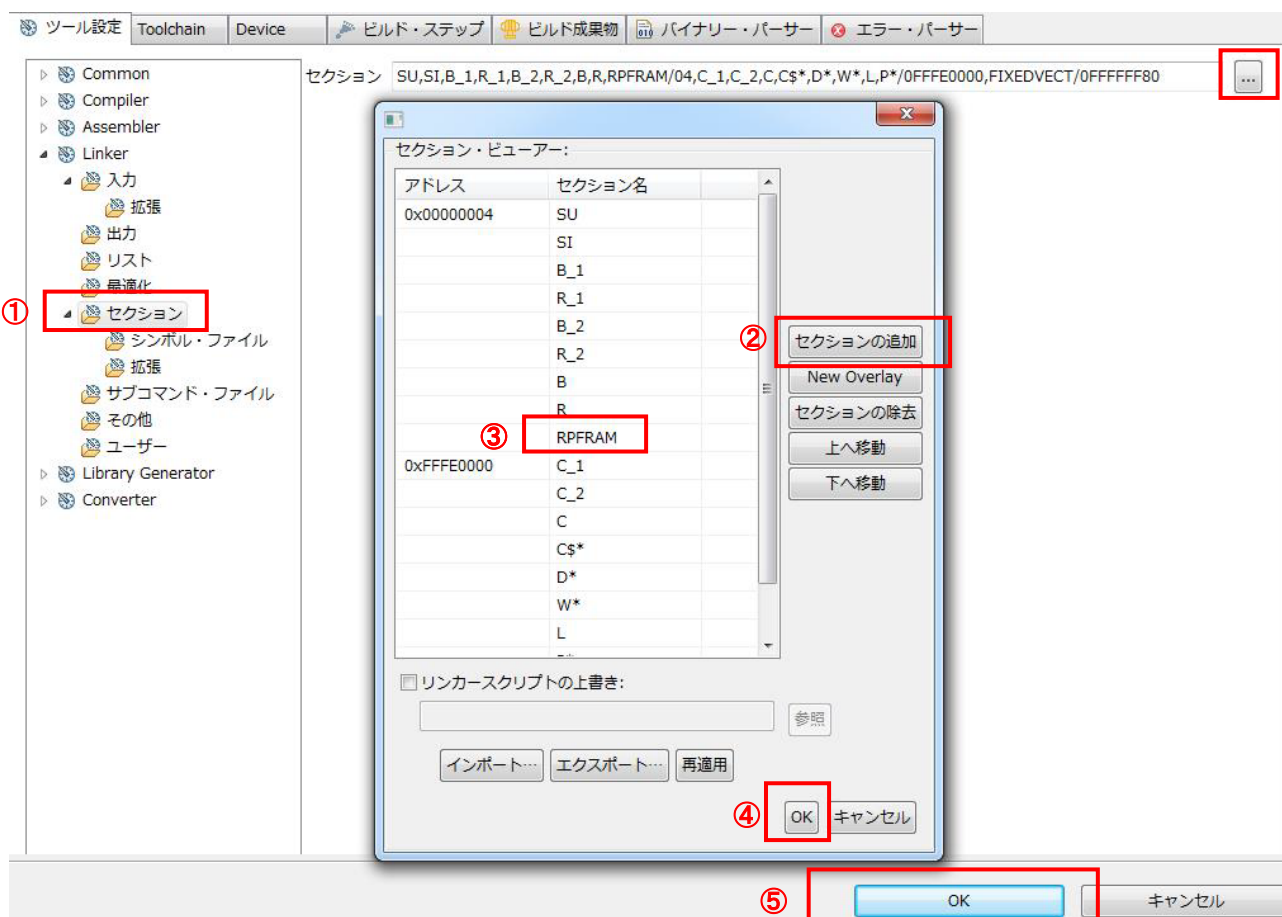 ツール設定 Toolchain Device ビルド・ステップ ビルド成果物 バイナリー・パーサー エラー・パーサー
Common
Compiler
Assembler
Linker
入力
拡張
出力
リスト
最適化
① セクション
シンボル・ファイル
拡張
サブコマンド・ファイル
その他
ユーザー
Library Generator
Converter
セクション SU,SI,B_1,R_1,B_2,R_2,B,R,RPFRAM/04,C_1,C_2,C,C$*,D*,W*,L,P*/0FFFE0000,FIXEDVECT/0FFFFFF80 ...
セクション・ビューアー:
アドレス セクション名
0x00000004 SU
SI
B_1
R_1
B_2
R_2
B
R
③ RPFRAM
0xFFFE0000 C_1
C_2
C
C$*
D*
W*
L
② セクションの追加
New Overlay
セクションの除去
上へ移動
下へ移動
リンカースクリプトの上書き:
参照
インポート… エクスポート… 再適用
④ OK キャンセル
⑤ OK キャンセル